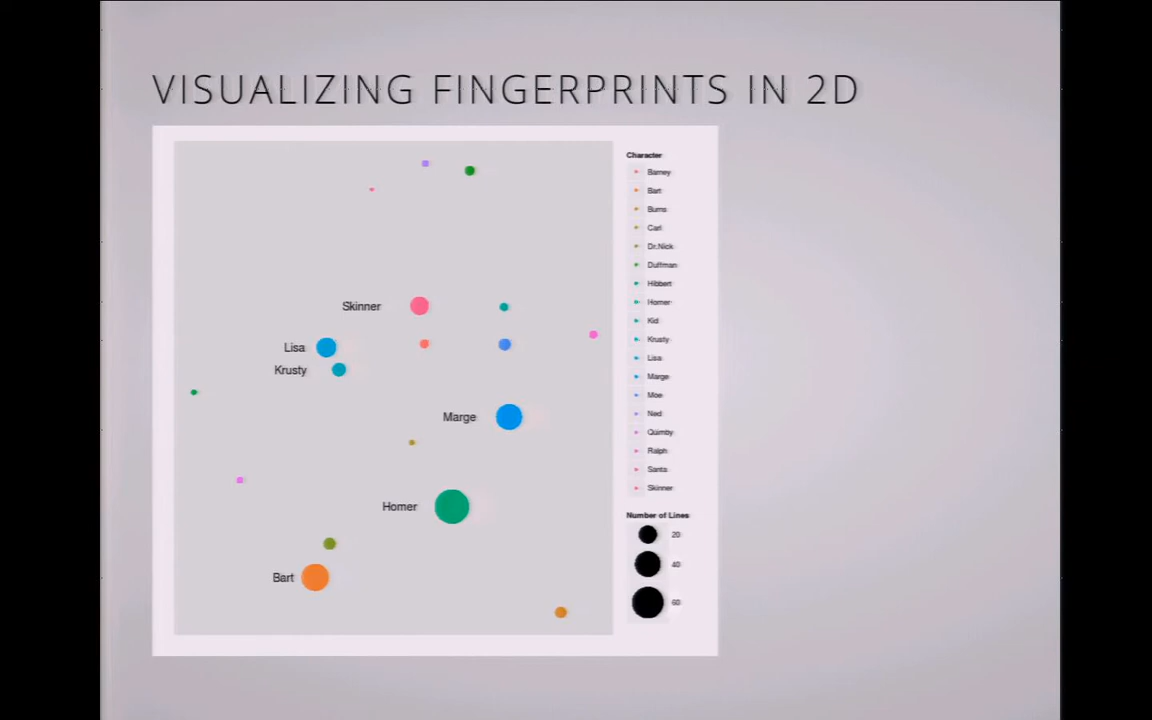 VISUALIZING FINGERPRINTS IN 2D
Skinner
Lisa
Krusty
Marge
Homer
Bart
Character
Barney
Bart
Burns
Carl
Dr.Nick
Duffman
Hibbert
Homer
Kid
Krusty
Lisa
Marge
Moe
Ned
Quimby
Ralph
Santa
Skinner
Number of Lines
20
40
60